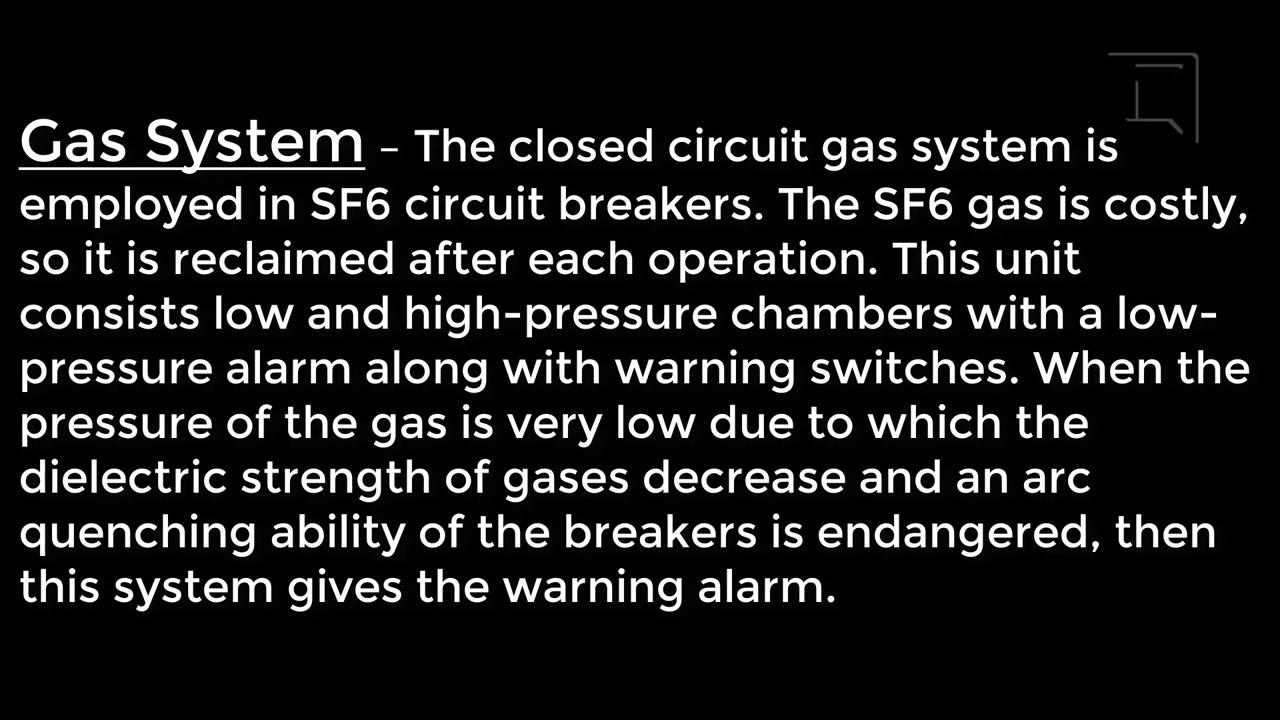 Gas System – The closed circuit gas system is
employed in SF6 circuit breakers. The SF6 gas is costly,
so it is reclaimed after each operation. This unit
consists low and high-pressure chambers with a low-
pressure alarm along with warning switches. When the
pressure of the gas is very low due to which the
dielectric strength of gases decrease and an arc
quenching ability of the breakers is endangered, then
this system gives the warning alarm.